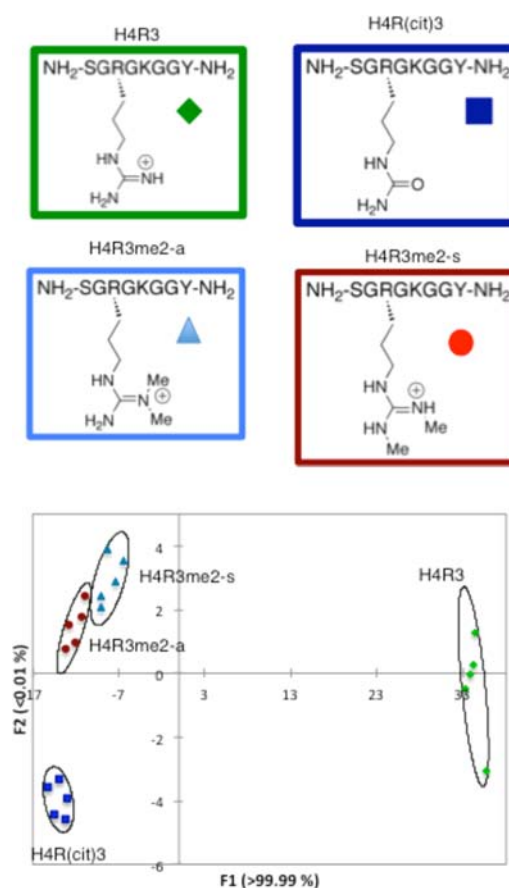 H4R3
H4R(cit)3
NH₂-SGRGKGGY-NH₂
NH₂-SGRGKGGY-NH₂
HN
⊕
NH
H₂N
HN
O
H₂N
H4R3me2-a
H4R3me2-s
NH₂-SGRGKGGY-NH₂
NH₂-SGRGKGGY-NH₂
HN
Me
N
⊕
H₂N
Me
HN
⊕
NH
HN
Me
Me
4
H4R3me2-s
H4R3
2
H4R3me2-a
0
-17
-7
3
13
23
33
F2 (<0.01 %)
-2
-4
H4R(cit)3
-6
F1 (>99.99 %)